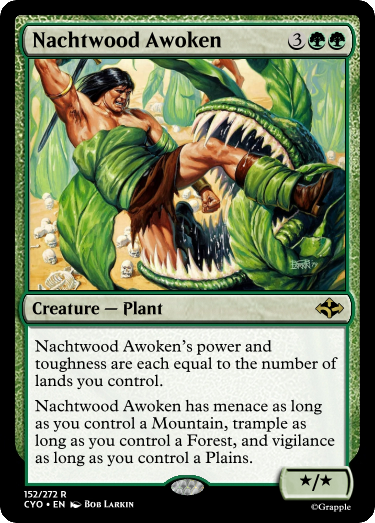 Nachtwood Awoken 3
Creature — Plant
Nachtwood Awoken's power and
toughness are each equal to the number of
lands you control.
Nachtwood Awoken has menace as long
as you control a Mountain, trample as
long as you control a Forest, and vigilance
as long as you control a Plains.
★/★
152/272 R
CYO • EN Bob Larkin
©Grapple